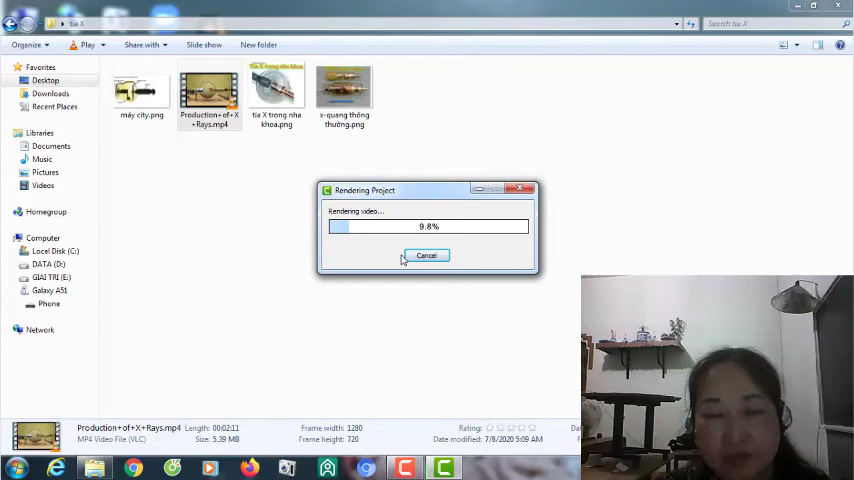 tia X
Search tia X
Organize
Play
Share with
Slide show
New folder
Favorites
Desktop
Downloads
Recent Places
Libraries
Documents
Music
Pictures
Videos
Homegroup
Computer
Local Disk (C:)
DATA (D:)
GIAI TRI (E:)
Galaxy A51
Phone
Network
máy city.png
Production+of+X
+Rays.mp4
tia X trong nha
khoa.png
x-quang thông
thường.png
Rendering Project
Rendering video...
9.8%
Cancel
Production+of+X+Rays.mp4
Length: 00:02:11
Frame width: 1280
Rating:
MP4 Video File (VLC)
Size: 5.39 MB
Frame height: 720
Date modified: 7/8/2020 5:09 AM